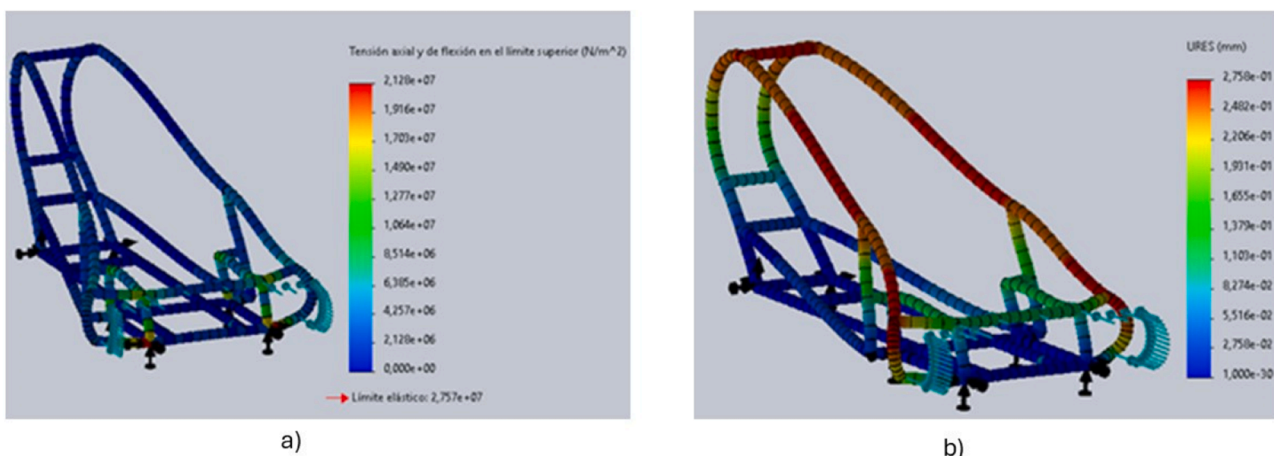 Tensión axial y de flexión en el límite superior (N/m^2)
2,128e+07
1,916e+07
1,703e+07
1,490e+07
1,277e+07
1,064e+07
8,514e+06
6,385e+06
4,257e+06
2,128e+06
0,000e+00
Límite elástico: 2,757e+07
a)
URES (mm)
2,758e-01
2,482e-01
2,206e-01
1,931e-01
1,655e-01
1,379e-01
1,103e-01
8,274e-02
5,516e-02
2,758e-02
1,000e-30
b)